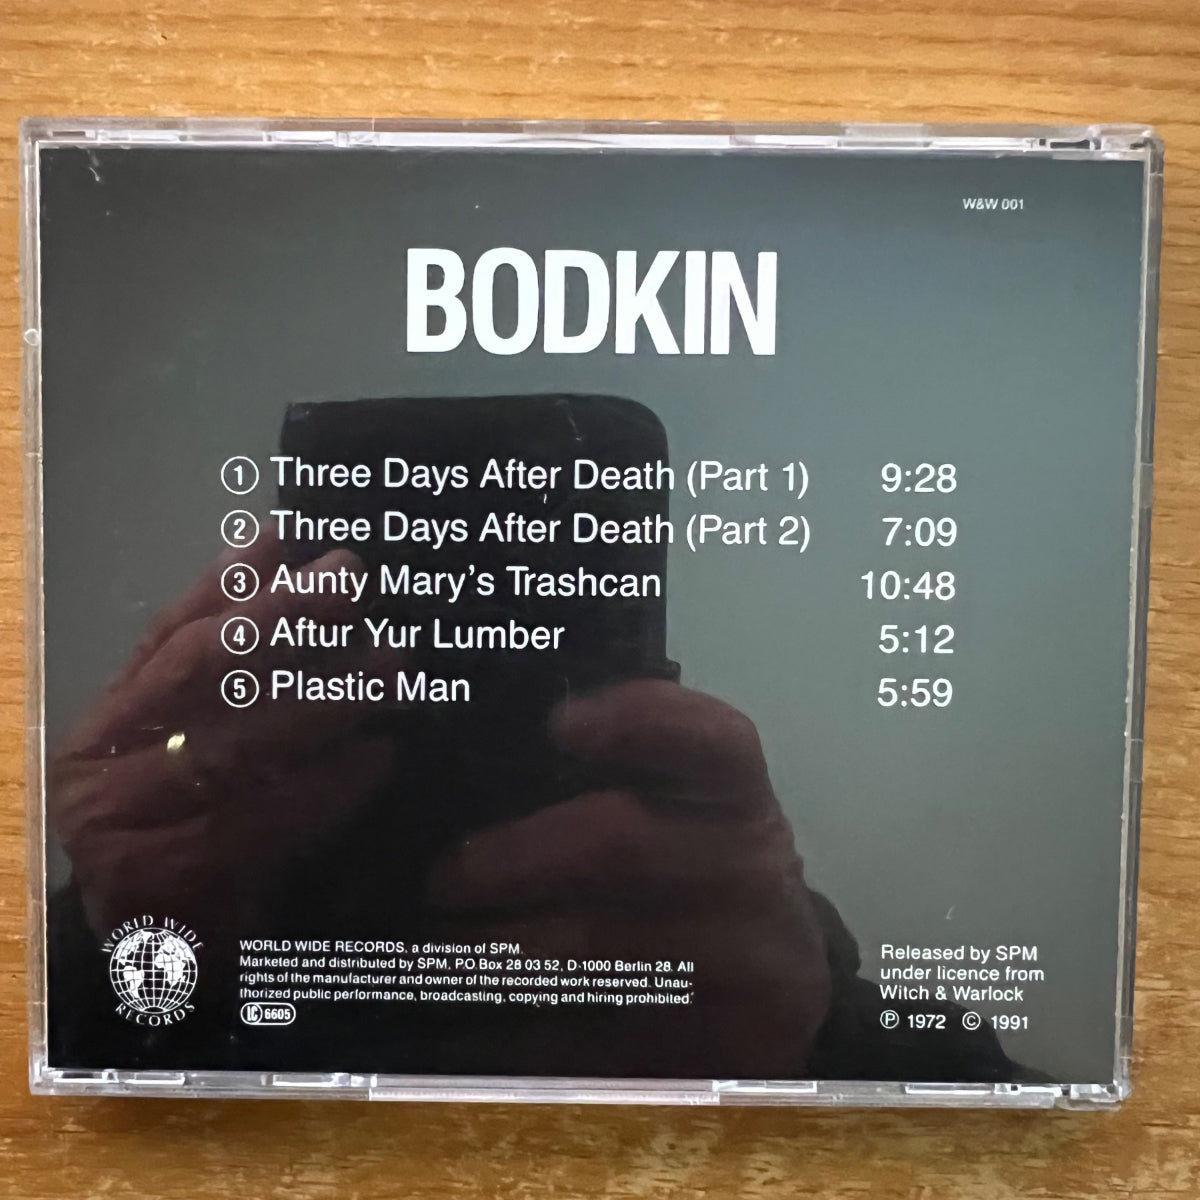 W&W 001
BODKIN
1 Three Days After Death (Part 1) 9:28
2 Three Days After Death (Part 2) 7:09
3 Aunty Mary's Trashcan 10:48
4 Aftur Yur Lumber 5:12
5 Plastic Man 5:59
WORLD WIDE
RECORDS
WORLD WIDE RECORDS, a division of SPM.
Marketed and distributed by SPM, P.O.Box 28 03 52, D-1000 Berlin 28. All
rights of the manufacturer and owner of the recorded work reserved. Unau-
thorized public performance, broadcasting, copying and hiring prohibited.
LC 6605
Released by SPM
under licence from
Witch & Warlock
Ⓟ 1972 © 1991